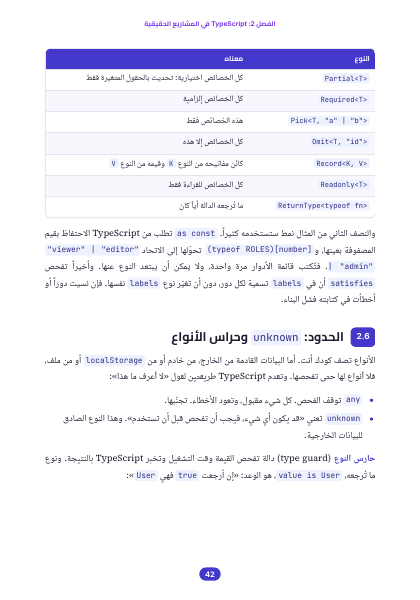 الفصل 2: TypeScript في المشاريع الحقيقية
النوع معناه
Partial<T> كل الخصائص اختيارية: تحديث بالحقول المتغيرة فقط
Required<T> كل الخصائص إلزامية
Pick<T, "a" | "b"> هذه الخصائص فقط
Omit<T, "id"> كل الخصائص إلا هذه
Record<K, V> كائن مفاتيحه من النوع K وقيمه من النوع V
Readonly<T> كل الخصائص للقراءة فقط
ReturnType<typeof fn> ما تُرجعه الدالة أياً كان
والنصف الثاني من المثال نمط ستستخدمه كثيراً. as const تطلب من TypeScript الاحتفاظ بقيم
المصفوفة بعينها، و (typeof ROLES)[number] تحوّلها إلى الاتحاد "viewer" | "editor"
| "admin". فتُكتب قائمة الأدوار مرة واحدة، ولا يمكن أن يبتعد النوع عنها. وأخيراً تفحص
satisfies أن في labels تسمية لكل دور، دون أن تغيّر نوع labels نفسها. فإن نسيت دوراً أو
أخطأت في كتابته فشل البناء.
2.6 الحدود: unknown وحراس الأنواع
الأنواع تصف كودك أنت. أما البيانات القادمة من الخارج، من خادم أو من localStorage أو من ملف،
فلا أنواع لها حتى تفحصها. وتقدم TypeScript طريقتين لقول «لا أعرف ما هذا»:
• any توقف الفحص. كل شيء مقبول، وتعود الأخطاء. تجنّبها.
• unknown تعني «قد يكون أي شيء، فيجب أن تفحص قبل أن تستخدم». وهذا النوع الصادق
للبيانات الخارجية.
حارس النوع (type guard) دالة تفحص القيمة وقت التشغيل وتخبر TypeScript بالنتيجة. ونوع
ما تُرجعه، value is User، هو الوعد: «إن أرجعت true فهي User»:
42